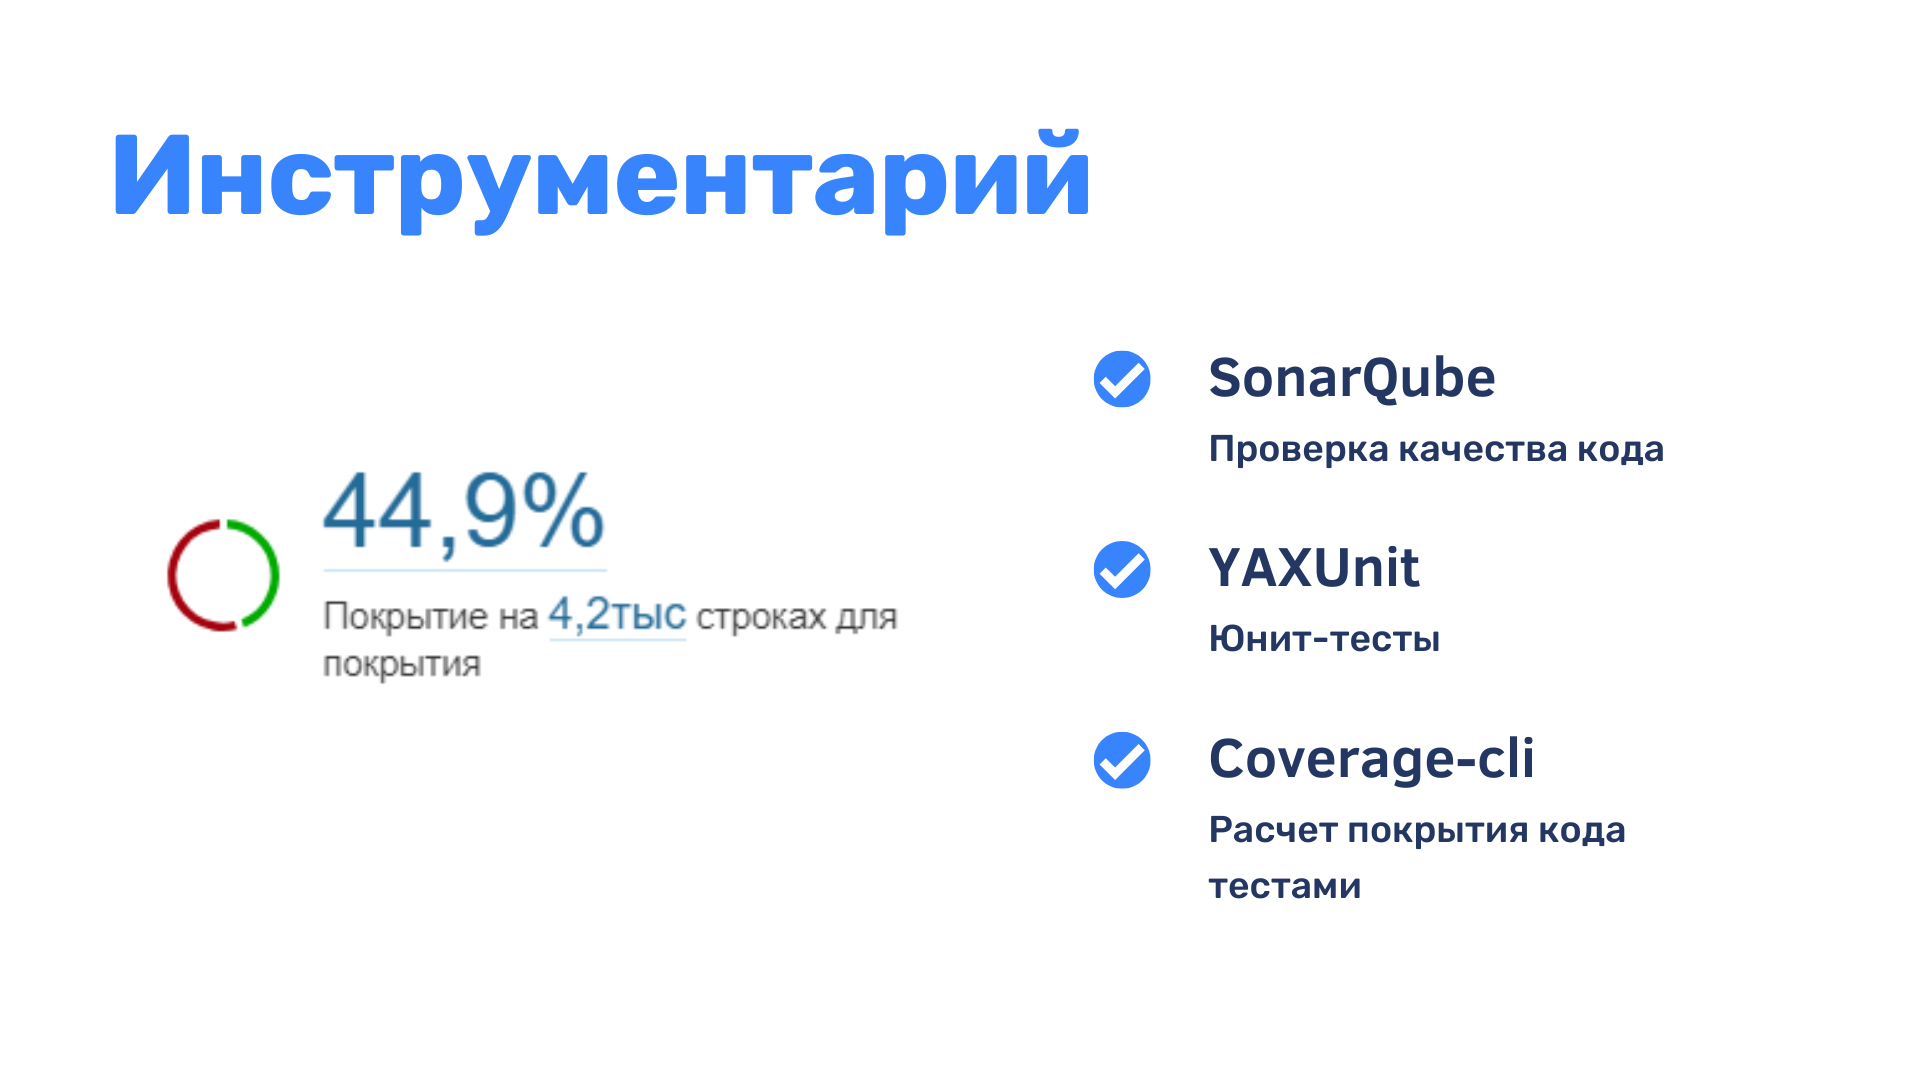 Инструментарий
44,9%
Покрытие на 4,2тыс строках для
покрытия
SonarQube
Проверка качества кода
YAXUnit
Юнит-тесты
Coverage-cli
Расчет покрытия кода
тестами